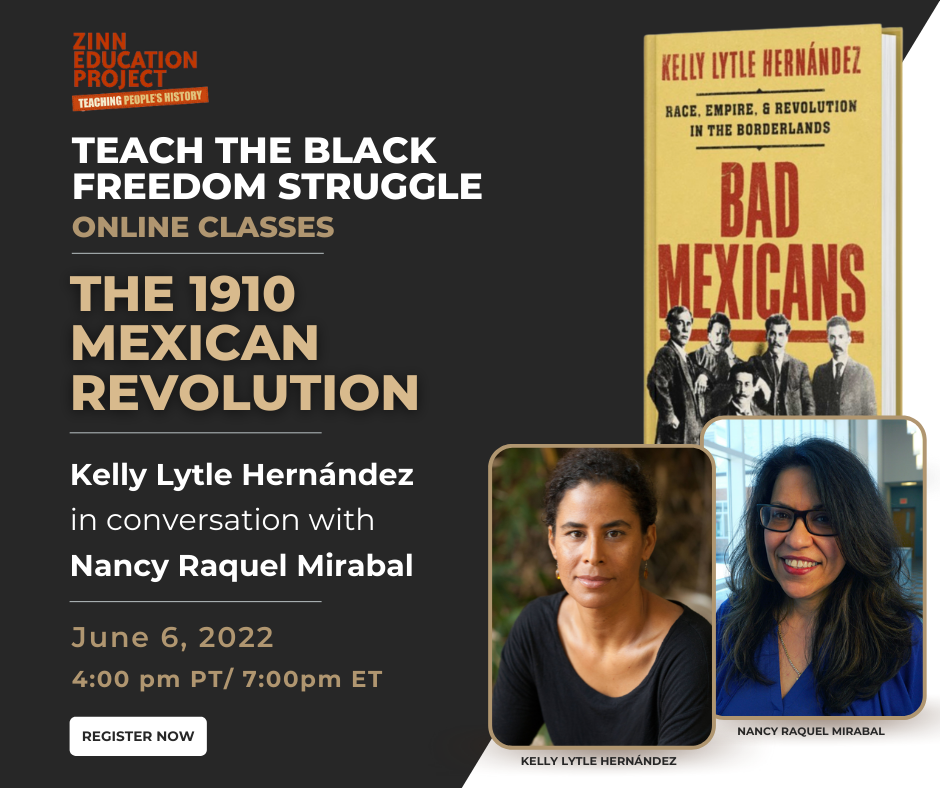 ZINN
EDUCATION
PROJECT
TEACHING PEOPLE'S HISTORY
TEACH THE BLACK
FREEDOM STRUGGLE
ONLINE CLASSES
THE 1910
MEXICAN
REVOLUTION
Kelly Lytle Hernández
in conversation with
Nancy Raquel Mirabal
June 6, 2022
4:00 pm PT/ 7:00pm ET
REGISTER NOW
KELLY LYTLE HERNÁNDEZ
RACE, EMPIRE, & REVOLUTION
IN THE BORDERLANDS
BAD
MEXICANS
KELLY LYTLE HERNÁNDEZ
NANCY RAQUEL MIRABAL